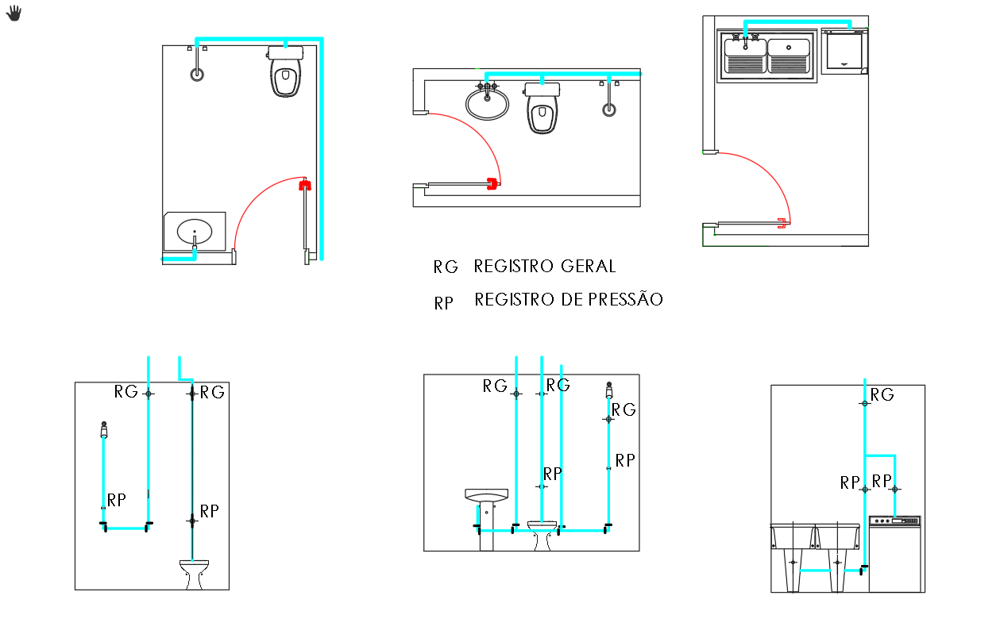 RG REGISTRO GERAL
RP REGISTRO DE PRESSÃO
RG RG
RP RP
RG RG
RG
RP
RP
RG
RP RP